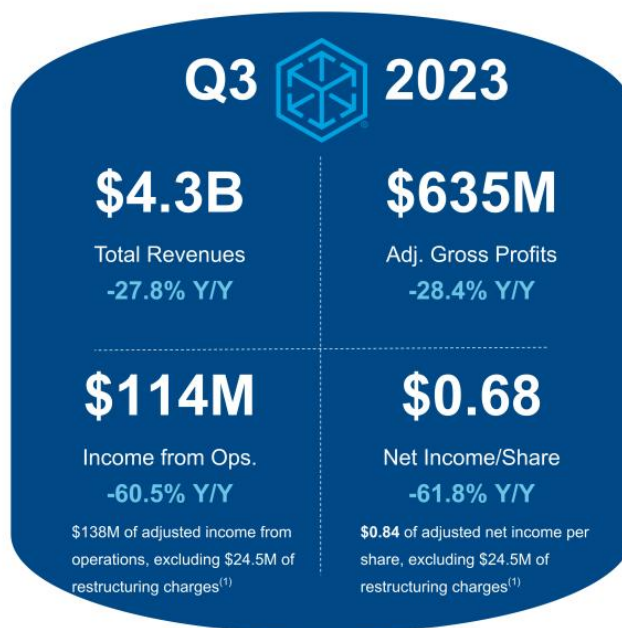 Q3 2023
$4.3B
Total Revenues
-27.8% Y/Y
$635M
Adj. Gross Profits
-28.4% Y/Y
$114M
Income from Ops.
-60.5% Y/Y
$138M of adjusted income from
operations, excluding $24.5M of
restructuring charges(1)
$0.68
Net Income/Share
-61.8% Y/Y
$0.84 of adjusted net income per
share, excluding $24.5M of
restructuring charges(1)